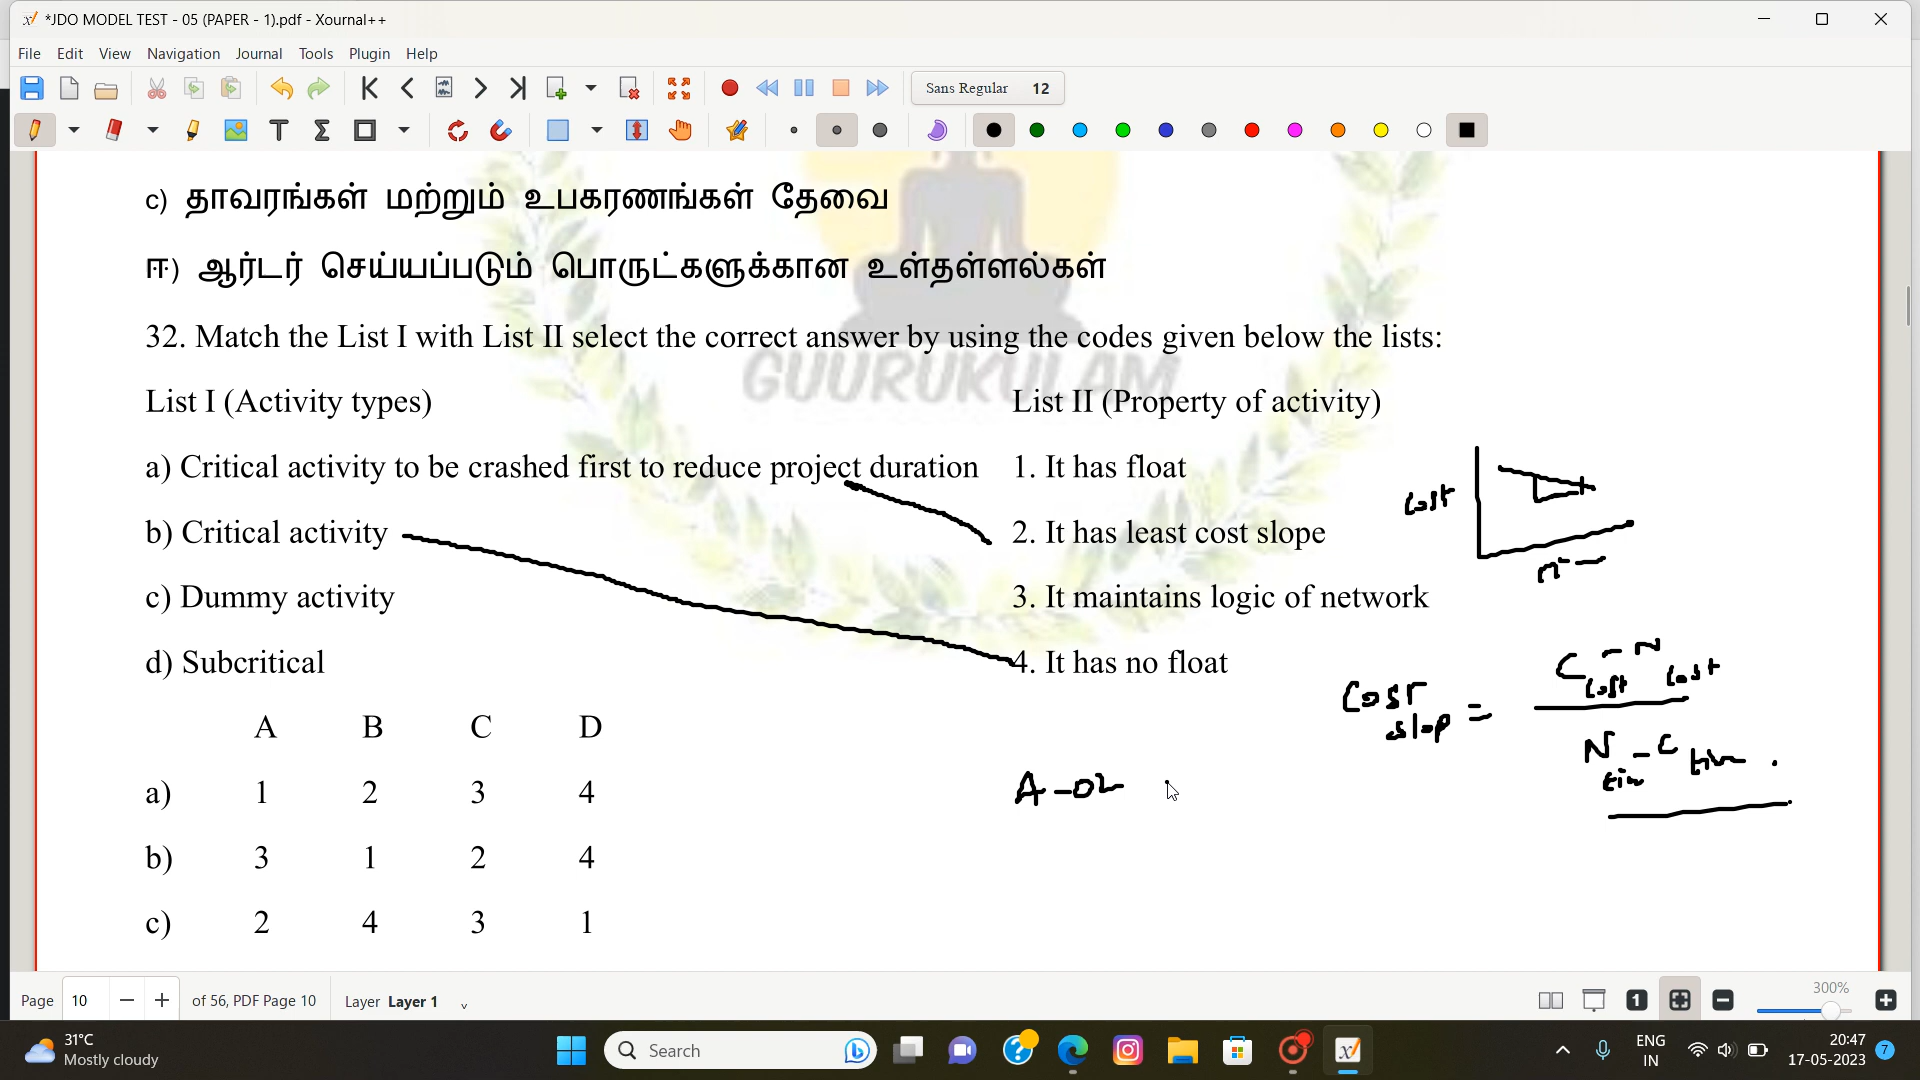 *JDO MODEL TEST - 05 (PAPER - 1).pdf - Xournal++
File Edit View Navigation Journal Tools Plugin Help
Sans Regular 12
c) தாவரங்கள் மற்றும் உபகரணங்கள் தேவை
ஈ) ஆர்டர் செய்யப்படும் பொருட்களுக்கான உள்தள்ளல்கள்
32. Match the List I with List II select the correct answer by using the codes given below the lists:
GUURUKULAM
List I (Activity types) List II (Property of activity)
a) Critical activity to be crashed first to reduce project duration 1. It has float
cost
b) Critical activity 2. It has least cost slope
c) Dummy activity 3. It maintains logic of network
d) Subcritical 4. It has no float
C cost - N cost
Cost slop =
N tim - C tim .
A B C D
a) 1 2 3 4
A - 02
b) 3 1 2 4
c) 2 4 3 1
Page 10 of 56, PDF Page 10 Layer Layer 1 300%
31°C
Mostly cloudy
Search
ENG
IN
20:47
17-05-2023
7